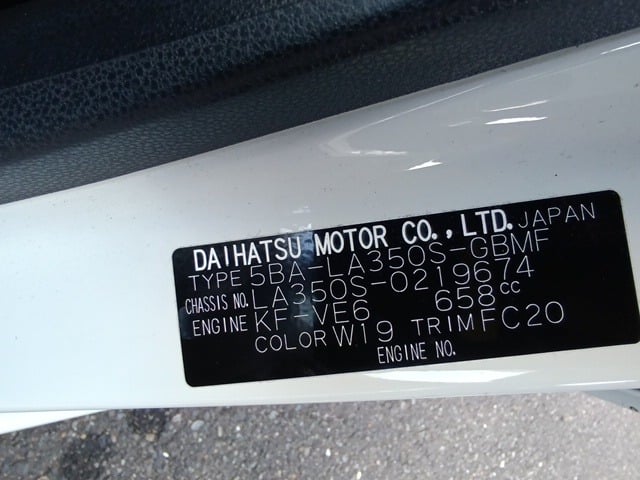 DAIHATSU MOTOR CO.,LTD. JAPAN
TYPE 5BA-LA350S-GBMF
CHASSIS NO. LA350S-0219674
ENGINE KF-VE6 658cc
COLOR W19 TRIM FC20
ENGINE NO.